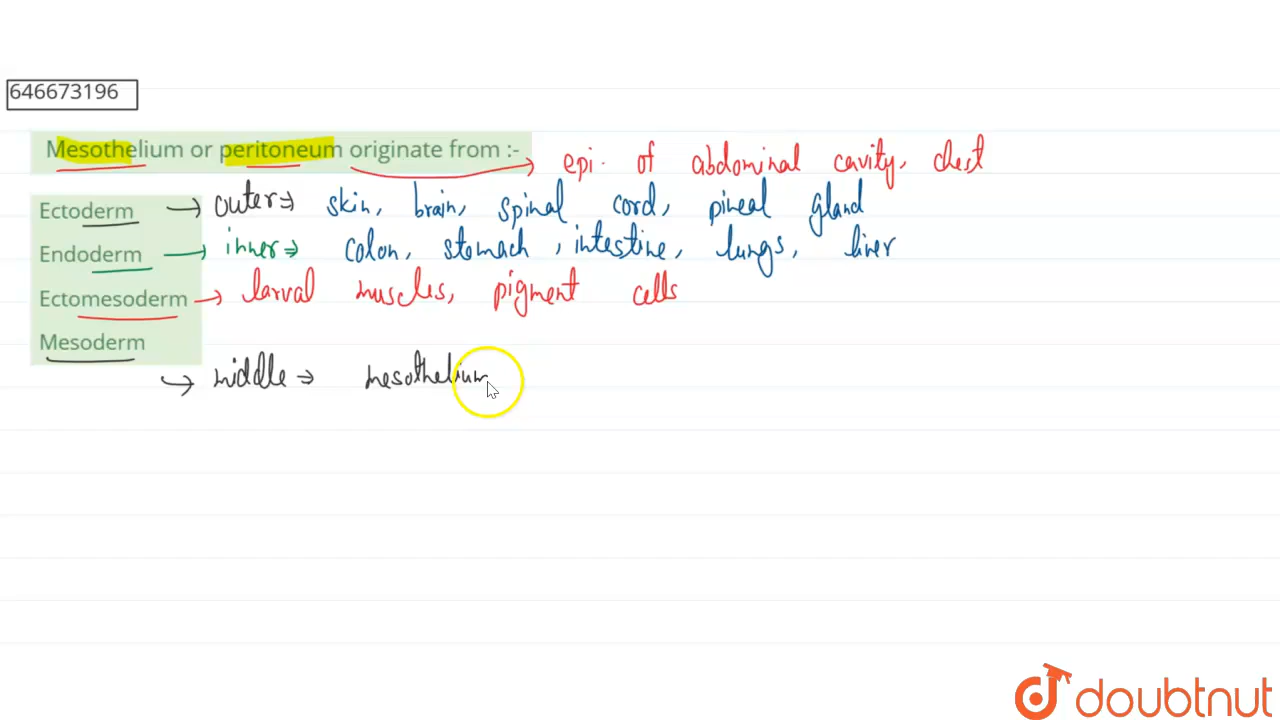 646673196
Mesothelium or peritoneum originate from :-
epi. of abdominal cavity, chest
Ectoderm → outer ⇒ skin, brain, spinal cord, pineal gland
Endoderm → inner ⇒ colon, stomach, intestine, lungs, liver
Ectomesoderm → larval muscles, pigment cells
Mesoderm
→ middle ⇒ mesothelium
doubtnut